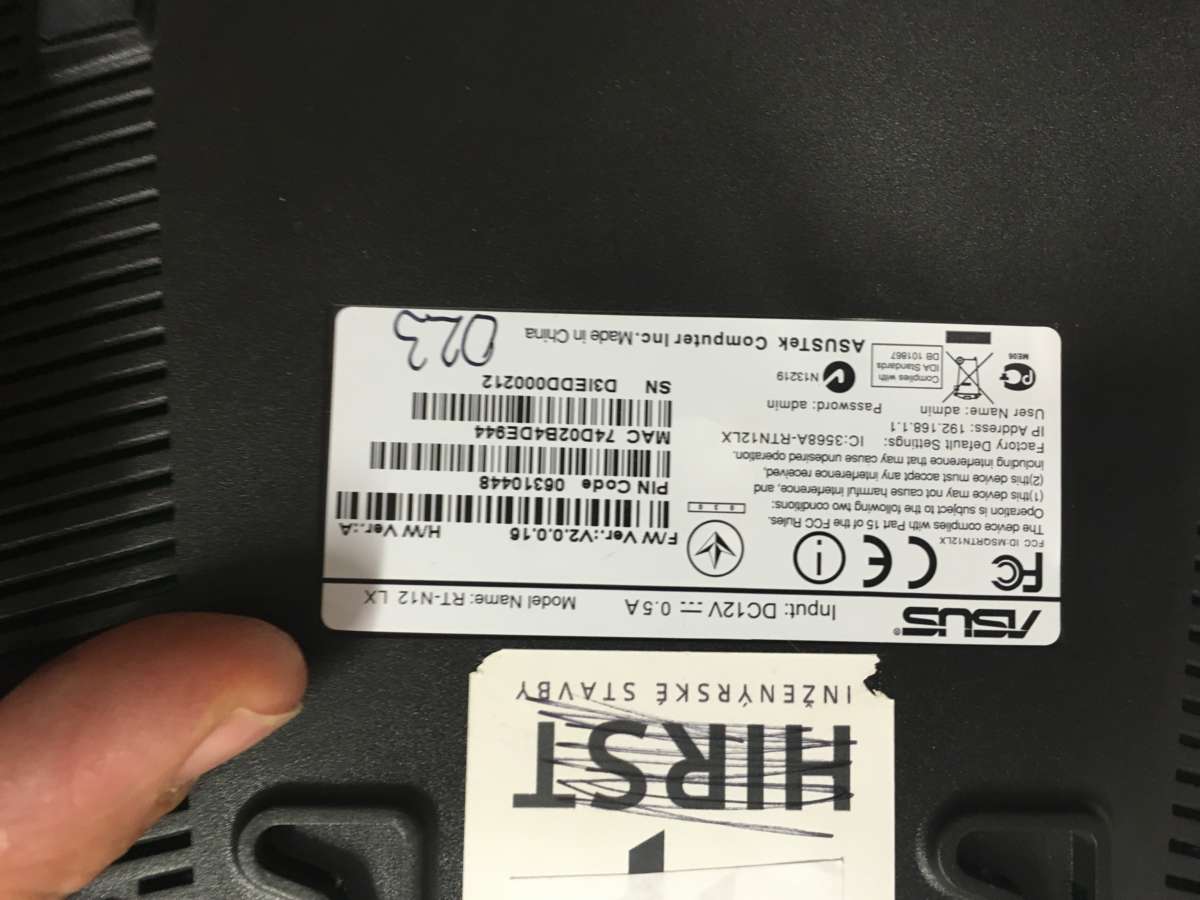 HIRST
INŽENÝRSKÉ STAVBY
ASUS®
Input: DC12V ⎓ 0.5A
Model Name: RT-N12 LX
FC
CE
FCC ID:MSQRTN12LX
The device complies with Part 15 of the FCC Rules.
Operation is subject to the following two conditions:
(1)this device may not cause harmful interference, and
(2)this device must accept any interference received,
including interference that may cause undesired operation.
Factory Default Settings:
IC:3568A-RTN12LX
IP Address: 192.168.1.1
User Name: admin
Password: admin
ME06
Complies with
IDA Standards
DB 101867
N13219
ASUSTek Computer Inc.Made in China
F/W Ver.:V2.0.0.16
H/W Ver.:A
PIN Code 06310448
MAC 74D02B4DE944
SN D3IEDD000212
023